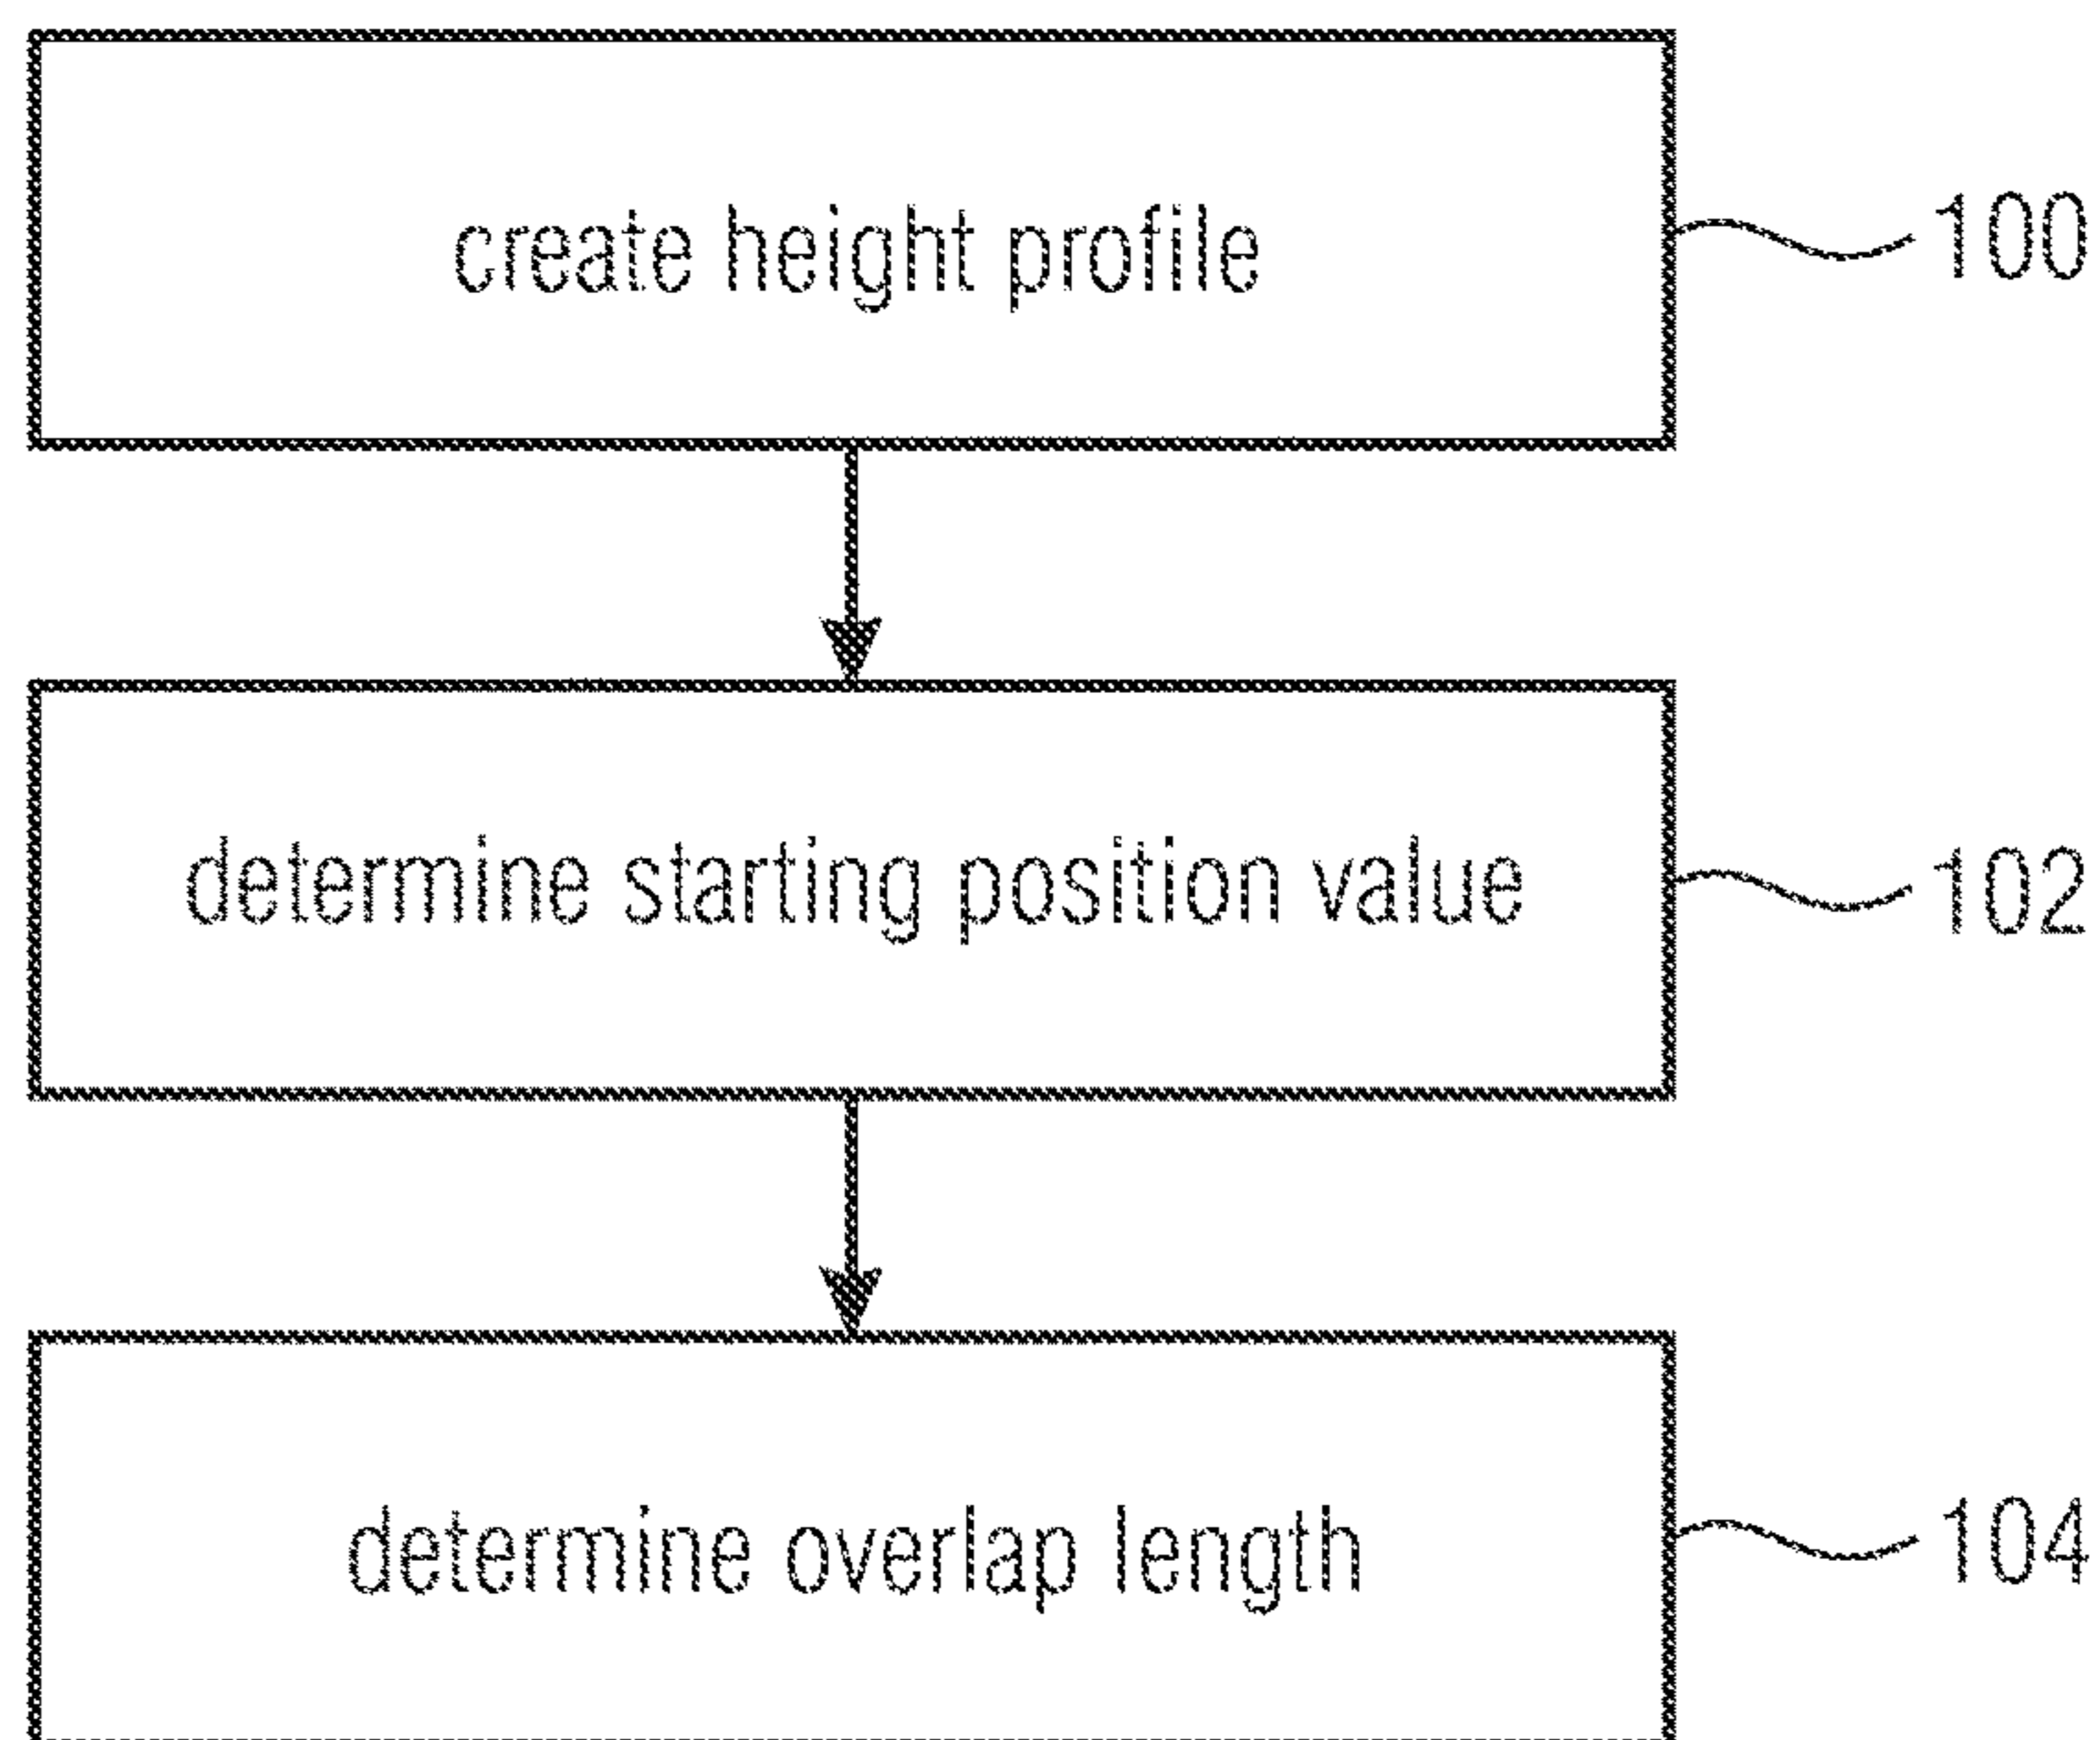 create height profile
100
determine starting position value
102
determine overlap length
104